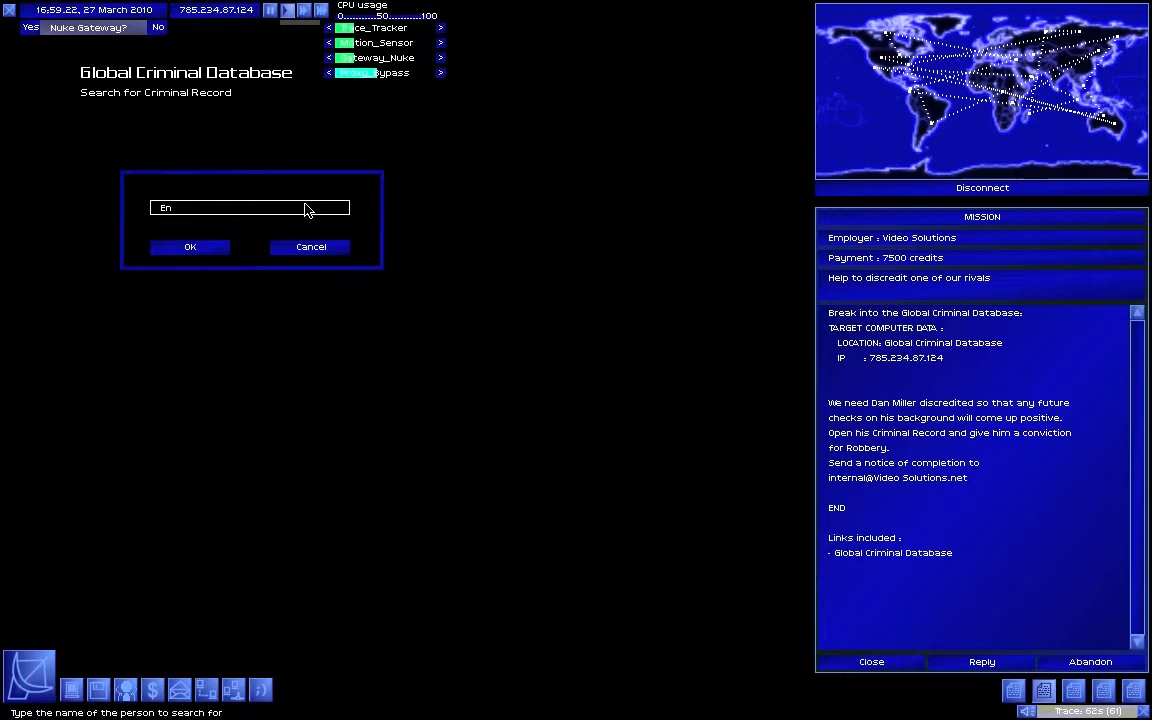 16:59.22, 27 March 2010
785.234.87.124
CPU usage
0......50......100
Yes
Nuke Gateway?
No
Trace_Tracker
Motion_Sensor
Gateway_Nuke
Proxy_Bypass
Global Criminal Database
Search for Criminal Record
En
OK
Cancel
Disconnect
MISSION
Employer : Video Solutions
Payment : 7500 credits
Help to discredit one of our rivals
Break into the Global Criminal Database:
TARGET COMPUTER DATA :
LOCATION: Global Criminal Database
IP : 785.234.87.124
We need Dan Miller discredited so that any future
checks on his background will come up positive.
Open his Criminal Record and give him a conviction
for Robbery.
Send a notice of completion to
internal@Video Solutions.net
END
Links included :
- Global Criminal Database
Close
Reply
Abandon
Type the name of the person to search for
Trace: 62s (61)